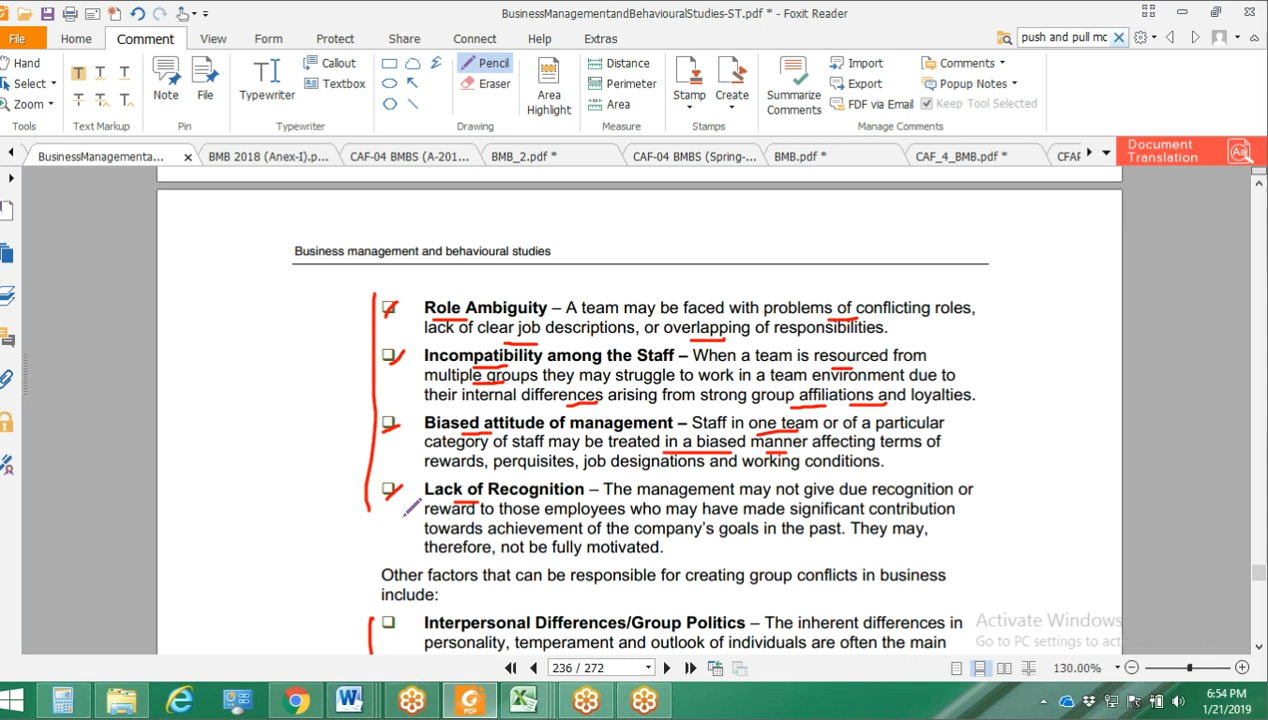 BusinessManagementandBehaviouralStudies-ST.pdf * - Foxit Reader
File Home Comment View Form Protect Share Connect Help Extras push and pull mc
Hand Callout Pencil Distance Import Comments
Select Note File Typewriter Textbox Eraser Area Highlight Perimeter Stamp Create Summarize Comments Export Popup Notes
Zoom Area FDF via Email Keep Tool Selected
Tools Text Markup Pin Typewriter Drawing Measure Stamps Manage Comments
BusinessManagementa... BMB 2018 (Anex-I).p... CAF-04 BMBS (A-201... BMB_2.pdf * CAF-04 BMBS (Spring-... BMB.pdf * CAF_4_BMB.pdf * CFAF
Document
Translation
Business management and behavioural studies
Role Ambiguity – A team may be faced with problems of conflicting roles,
lack of clear job descriptions, or overlapping of responsibilities.
Incompatibility among the Staff – When a team is resourced from
multiple groups they may struggle to work in a team environment due to
their internal differences arising from strong group affiliations and loyalties.
Biased attitude of management – Staff in one team or of a particular
category of staff may be treated in a biased manner affecting terms of
rewards, perquisites, job designations and working conditions.
Lack of Recognition – The management may not give due recognition or
reward to those employees who may have made significant contribution
towards achievement of the company's goals in the past. They may,
therefore, not be fully motivated.
Other factors that can be responsible for creating group conflicts in business
include:
Interpersonal Differences/Group Politics – The inherent differences in
personality, temperament and outlook of individuals are often the main
Activate Windows
Go to PC settings to act
236 / 272
130.00%
6:54 PM
1/21/2019